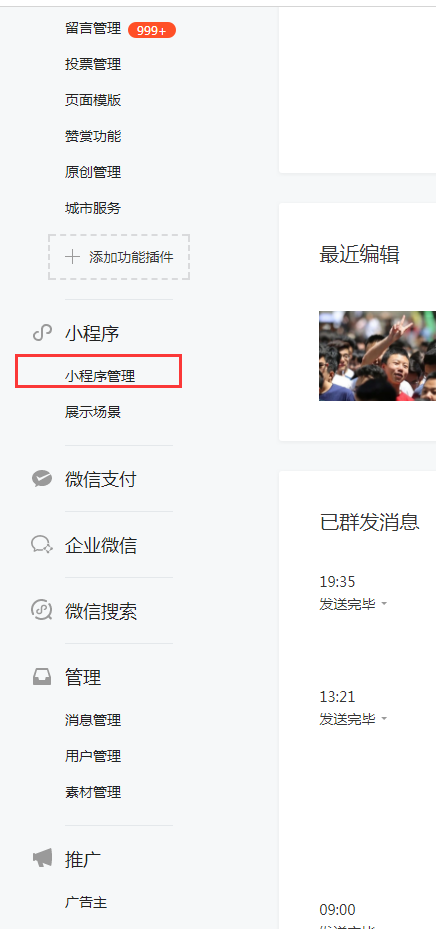 留言管理 999+
投票管理
页面模版
赞赏功能
原创管理
城市服务
添加功能插件
小程序
小程序管理
展示场景
微信支付
企业微信
微信搜索
管理
消息管理
用户管理
素材管理
推广
广告主
最近编辑
已群发消息
19:35
发送完毕
13:21
发送完毕
09:00
发送完毕